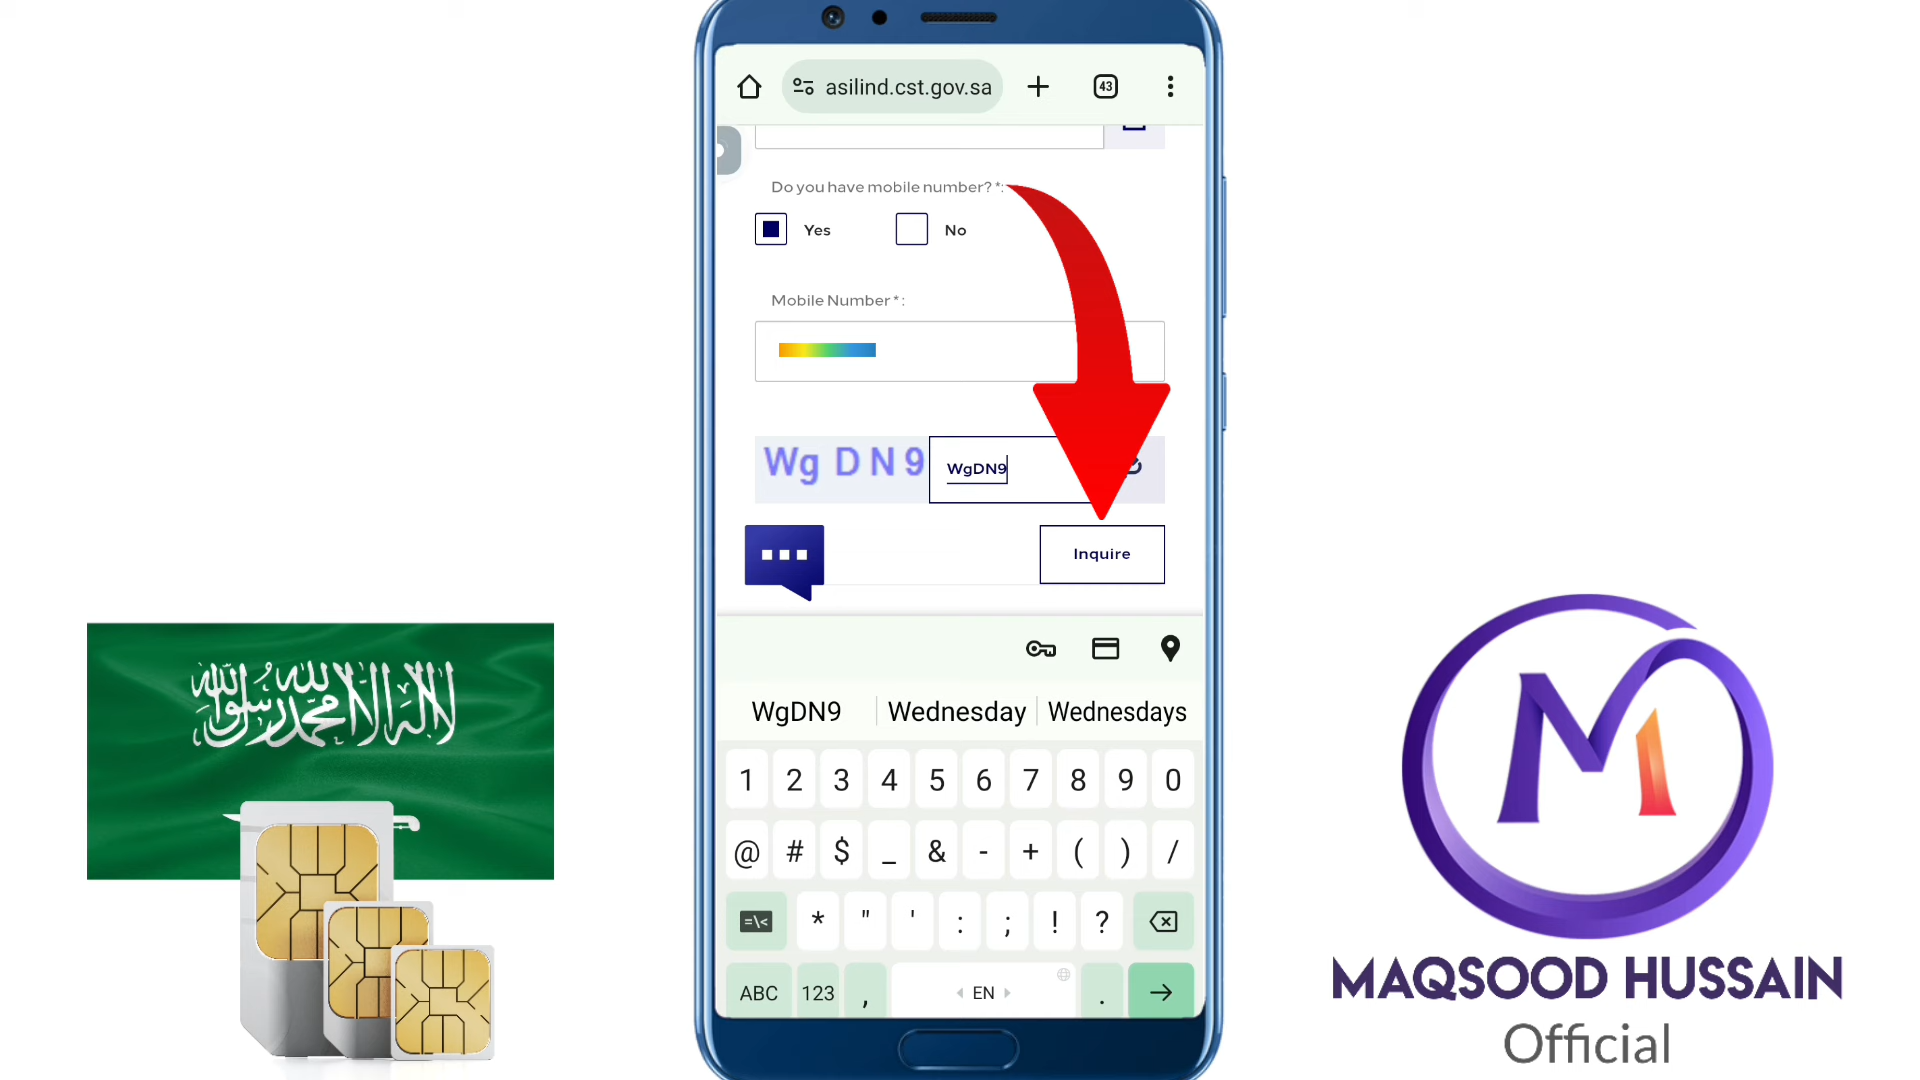 asilind.cst.gov.sa
43
Do you have mobile number? *:
Yes
No
Mobile Number * :
Wg D N 9
WgDN9
Inquire
WgDN9
Wednesday
Wednesdays
1 2 3 4 5 6 7 8 9 0
@ # $ _ & - + ( ) /
=\< * " ' : ; ! ?
ABC 123 , EN .
لا إله إلا الله محمد رسول الله
MAQSOOD HUSSAIN
Official